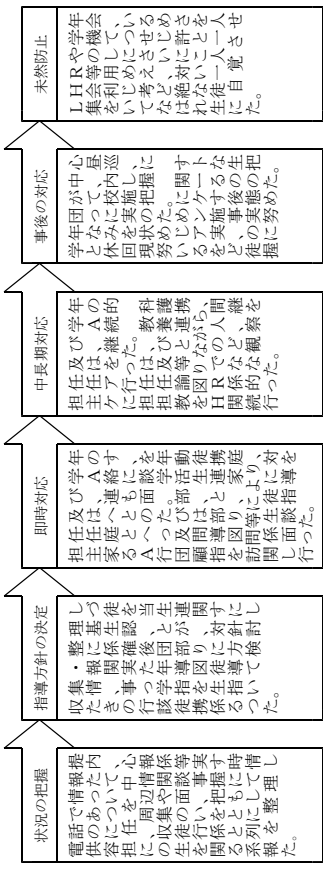 状況の把握
電話で情報提
供のあった内
容について、
担任を中心
に、周辺情報
の収集や関係
生徒の面談等
を行い、事実
関係を把握す
るとともに時
系列にして情
報を整理し
た。
指導方針の決定
収集・整理し
た情報に基づ
き、関係生徒
の事実確認を
行った後、当
該学年団と生
徒指導部が連
携を図り、関
係生徒に対す
る指導方針に
ついて検討し
た。
即時対応
担任及び学年
主任は、Aの
家庭へ連絡す
るとともに、
Aへの面談を
行った。学年
団及び部活動
顧問は、生徒
指導部と連携
を図り、家庭
訪問等により、
関係生徒に対
し面談指導を
行った。
中長期対応
担任及び学年
主任は、Aの
ケアを継続的
に行った。
担任は、教科
担任及び養護
教諭等と連携
を図りながら、
HRでの人間
関係など、継
続的な観察を
行った。
事後の対応
学年団が中心
となって、昼
休みに校内巡
回を実施し、
現状の把握に
努めた。
いじめに関す
るアンケート
を実施するな
ど、事後の生
徒の実態の把
握に努めた。
未然防止
LHRや学年
集会等の機会
を利用して、
いじめについ
て考えさせる
など、いじめ
は絶対に許さ
れないことを
生徒一人一人
に自覚させ
た。